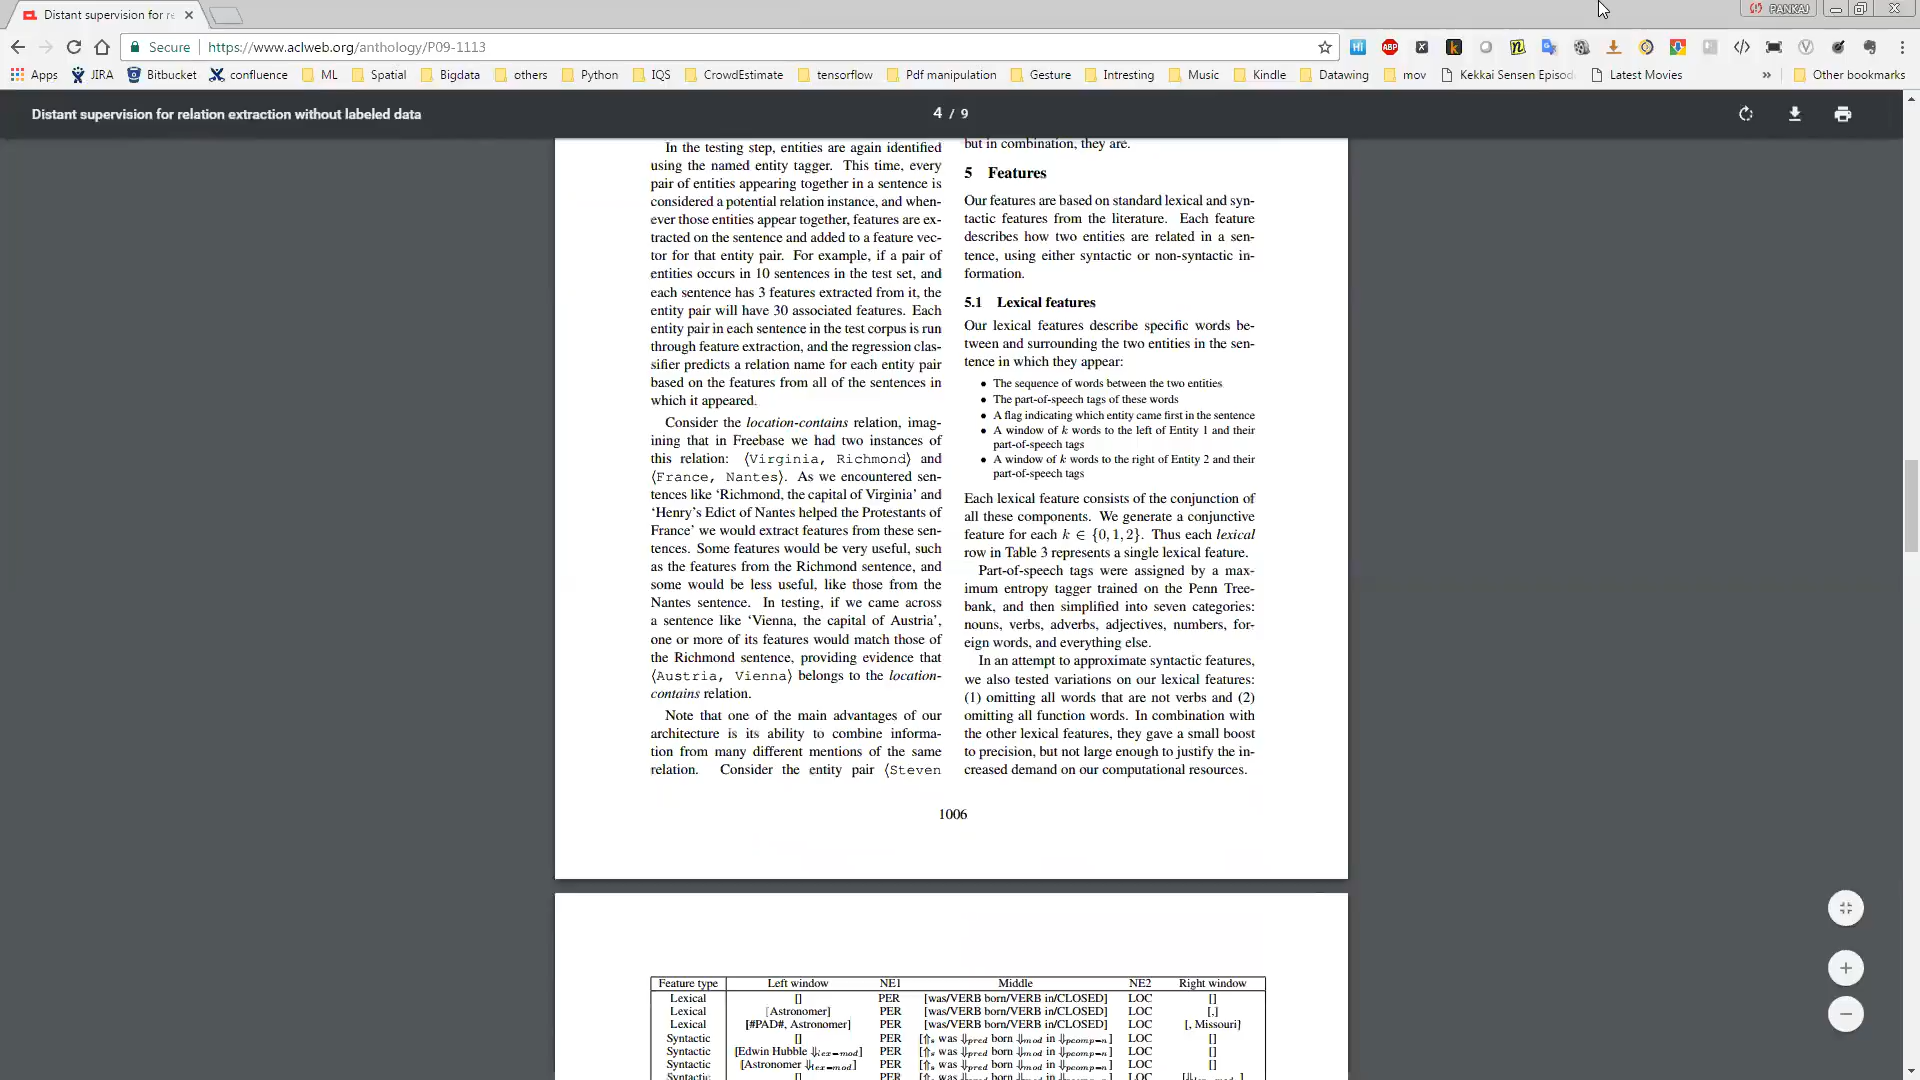 Distant supervision for re
PANKAJ
Secure
https://www.aclweb.org/anthology/P09-1113
Apps
JIRA
Bitbucket
confluence
ML
Spatial
Bigdata
others
Python
IQS
CrowdEstimate
tensorflow
Pdf manipulation
Gesture
Intresting
Music
Kindle
Datawing
mov
Kekkai Sensen Episod
Latest Movies
»
Other bookmarks
Distant supervision for relation extraction without labeled data
4 / 9
In the testing step, entities are again identified
using the named entity tagger. This time, every
pair of entities appearing together in a sentence is
considered a potential relation instance, and when-
ever those entities appear together, features are ex-
tracted on the sentence and added to a feature vec-
tor for that entity pair. For example, if a pair of
entities occurs in 10 sentences in the test set, and
each sentence has 3 features extracted from it, the
entity pair will have 30 associated features. Each
entity pair in each sentence in the test corpus is run
through feature extraction, and the regression clas-
sifier predicts a relation name for each entity pair
based on the features from all of the sentences in
which it appeared.
Consider the location-contains relation, imag-
ining that in Freebase we had two instances of
this relation: ⟨Virginia, Richmond⟩ and
⟨France, Nantes⟩. As we encountered sen-
tences like ‘Richmond, the capital of Virginia’ and
‘Henry’s Edict of Nantes helped the Protestants of
France’ we would extract features from these sen-
tences. Some features would be very useful, such
as the features from the Richmond sentence, and
some would be less useful, like those from the
Nantes sentence. In testing, if we came across
a sentence like ‘Vienna, the capital of Austria’,
one or more of its features would match those of
the Richmond sentence, providing evidence that
⟨Austria, Vienna⟩ belongs to the location-
contains relation.
Note that one of the main advantages of our
architecture is its ability to combine informa-
tion from many different mentions of the same
relation. Consider the entity pair ⟨Steven
but in combination, they are.
5 Features
Our features are based on standard lexical and syn-
tactic features from the literature. Each feature
describes how two entities are related in a sen-
tence, using either syntactic or non-syntactic in-
formation.
5.1 Lexical features
Our lexical features describe specific words be-
tween and surrounding the two entities in the sen-
tence in which they appear:
• The sequence of words between the two entities
• The part-of-speech tags of these words
• A flag indicating which entity came first in the sentence
• A window of k words to the left of Entity 1 and their
part-of-speech tags
• A window of k words to the right of Entity 2 and their
part-of-speech tags
Each lexical feature consists of the conjunction of
all these components. We generate a conjunctive
feature for each k ∈ {0, 1, 2}. Thus each lexical
row in Table 3 represents a single lexical feature.
Part-of-speech tags were assigned by a max-
imum entropy tagger trained on the Penn Tree-
bank, and then simplified into seven categories:
nouns, verbs, adverbs, adjectives, numbers, for-
eign words, and everything else.
In an attempt to approximate syntactic features,
we also tested variations on our lexical features:
(1) omitting all words that are not verbs and (2)
omitting all function words. In combination with
the other lexical features, they gave a small boost
to precision, but not large enough to justify the in-
creased demand on our computational resources.
1006
Feature type Left window NE1 Middle NE2 Right window
Lexical [] PER [was/VERB born/VERB in/CLOSED] LOC []
Lexical [Astronomer] PER [was/VERB born/VERB in/CLOSED] LOC [,]
Lexical [#PAD#, Astronomer] PER [was/VERB born/VERB in/CLOSED] LOC [, Missouri]
Syntactic [] PER [⇑s was ⇓pred born ⇓mod in ⇓pcomp−n] LOC []
Syntactic [Edwin Hubble ⇓lex−mod] PER [⇑s was ⇓pred born ⇓mod in ⇓pcomp−n] LOC []
Syntactic [Astronomer ⇓lex−mod] PER [⇑s was ⇓pred born ⇓mod in ⇓pcomp−n] LOC []